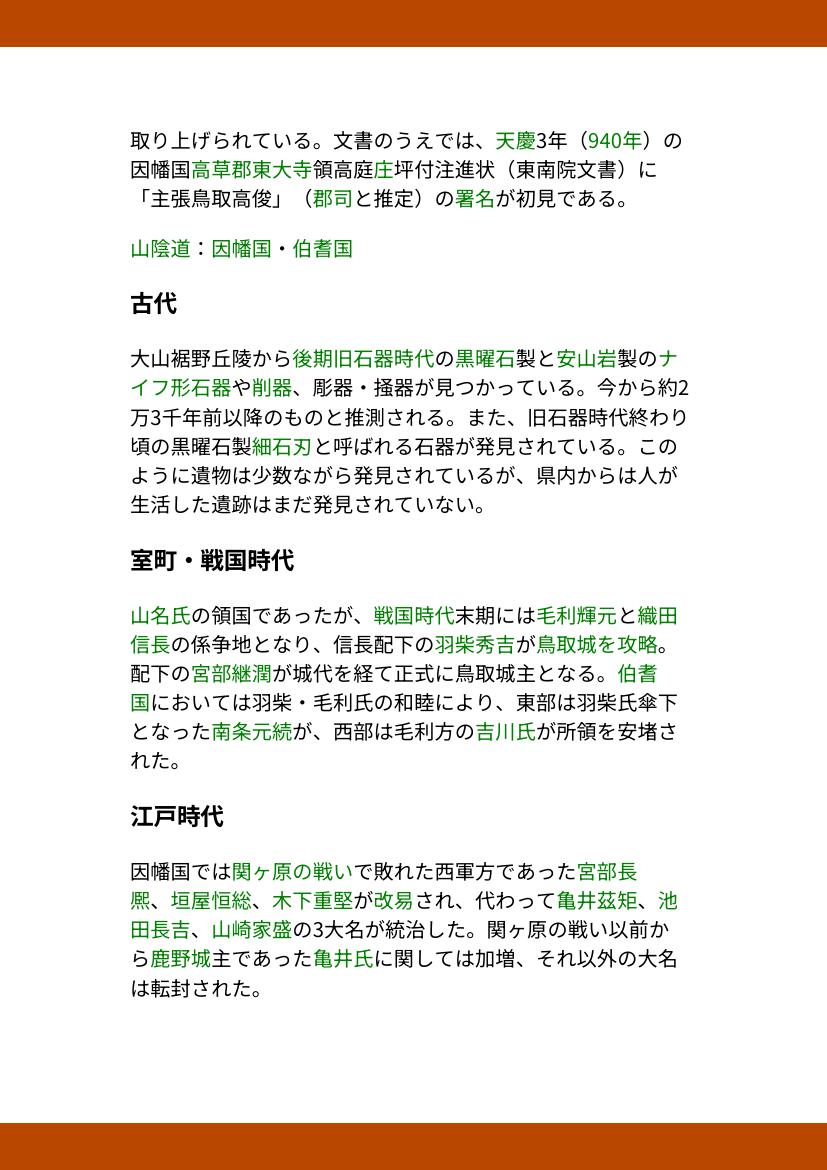 取り上げられている。文書のうえでは、天慶3年（940年）の
因幡国高草郡東大寺領高庭庄坪付注進状（東南院文書）に
「主張鳥取高俊」（郡司と推定）の署名が初見である。
山陰道：因幡国・伯耆国
古代
大山裾野丘陵から後期旧石器時代の黒曜石製と安山岩製のナ
イフ形石器や削器、彫器・掻器が見つかっている。今から約2
万3千年前以降のものと推測される。また、旧石器時代終わり
頃の黒曜石製細石刃と呼ばれる石器が発見されている。この
ように遺物は少数ながら発見されているが、県内からは人が
生活した遺跡はまだ発見されていない。
室町・戦国時代
山名氏の領国であったが、戦国時代末期には毛利輝元と織田
信長の係争地となり、信長配下の羽柴秀吉が鳥取城を攻略。
配下の宮部継潤が城代を経て正式に鳥取城主となる。伯耆
国においては羽柴・毛利氏の和睦により、東部は羽柴氏傘下
となった南条元続が、西部は毛利方の吉川氏が所領を安堵さ
れた。
江戸時代
因幡国では関ヶ原の戦いで敗れた西軍方であった宮部長
熈、垣屋恒総、木下重堅が改易され、代わって亀井茲矩、池
田長吉、山崎家盛の3大名が統治した。関ヶ原の戦い以前か
ら鹿野城主であった亀井氏に関しては加増、それ以外の大名
は転封された。